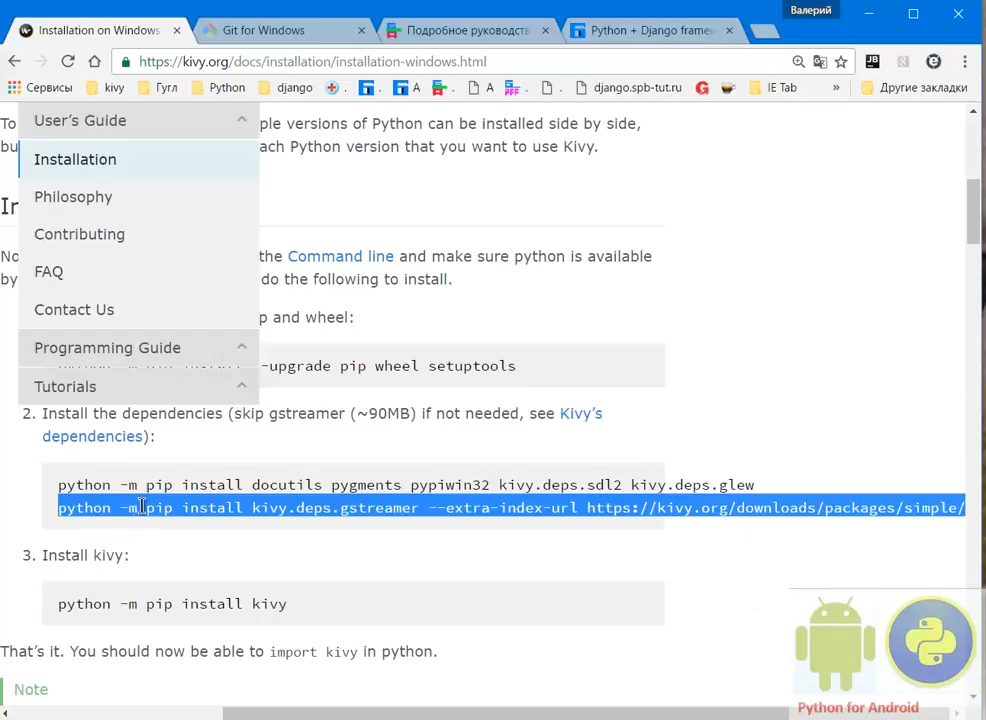 Валерий
Installation on Windows
Git for Windows
Подробное руководств
Python + Django framew
https://kivy.org/docs/installation/installation-windows.html
Сервисы
kivy
Гугл
Python
django
A
A
django.spb-tut.ru
IE Tab
»
Другие закладки
To
ple versions of Python can be installed side by side,
bu
ach Python version that you want to use Kivy.
User's Guide
Installation
Philosophy
Contributing
FAQ
Contact Us
Programming Guide
Tutorials
In
No
the Command line and make sure python is available
by
do the following to install.
p and wheel:
-upgrade pip wheel setuptools
2. Install the dependencies (skip gstreamer (~90MB) if not needed, see Kivy's
dependencies):
python -m pip install docutils pygments pypiwin32 kivy.deps.sdl2 kivy.deps.glew
python -m pip install kivy.deps.gstreamer --extra-index-url https://kivy.org/downloads/packages/simple/
3. Install kivy:
python -m pip install kivy
That's it. You should now be able to import kivy in python.
Note
Python for Android